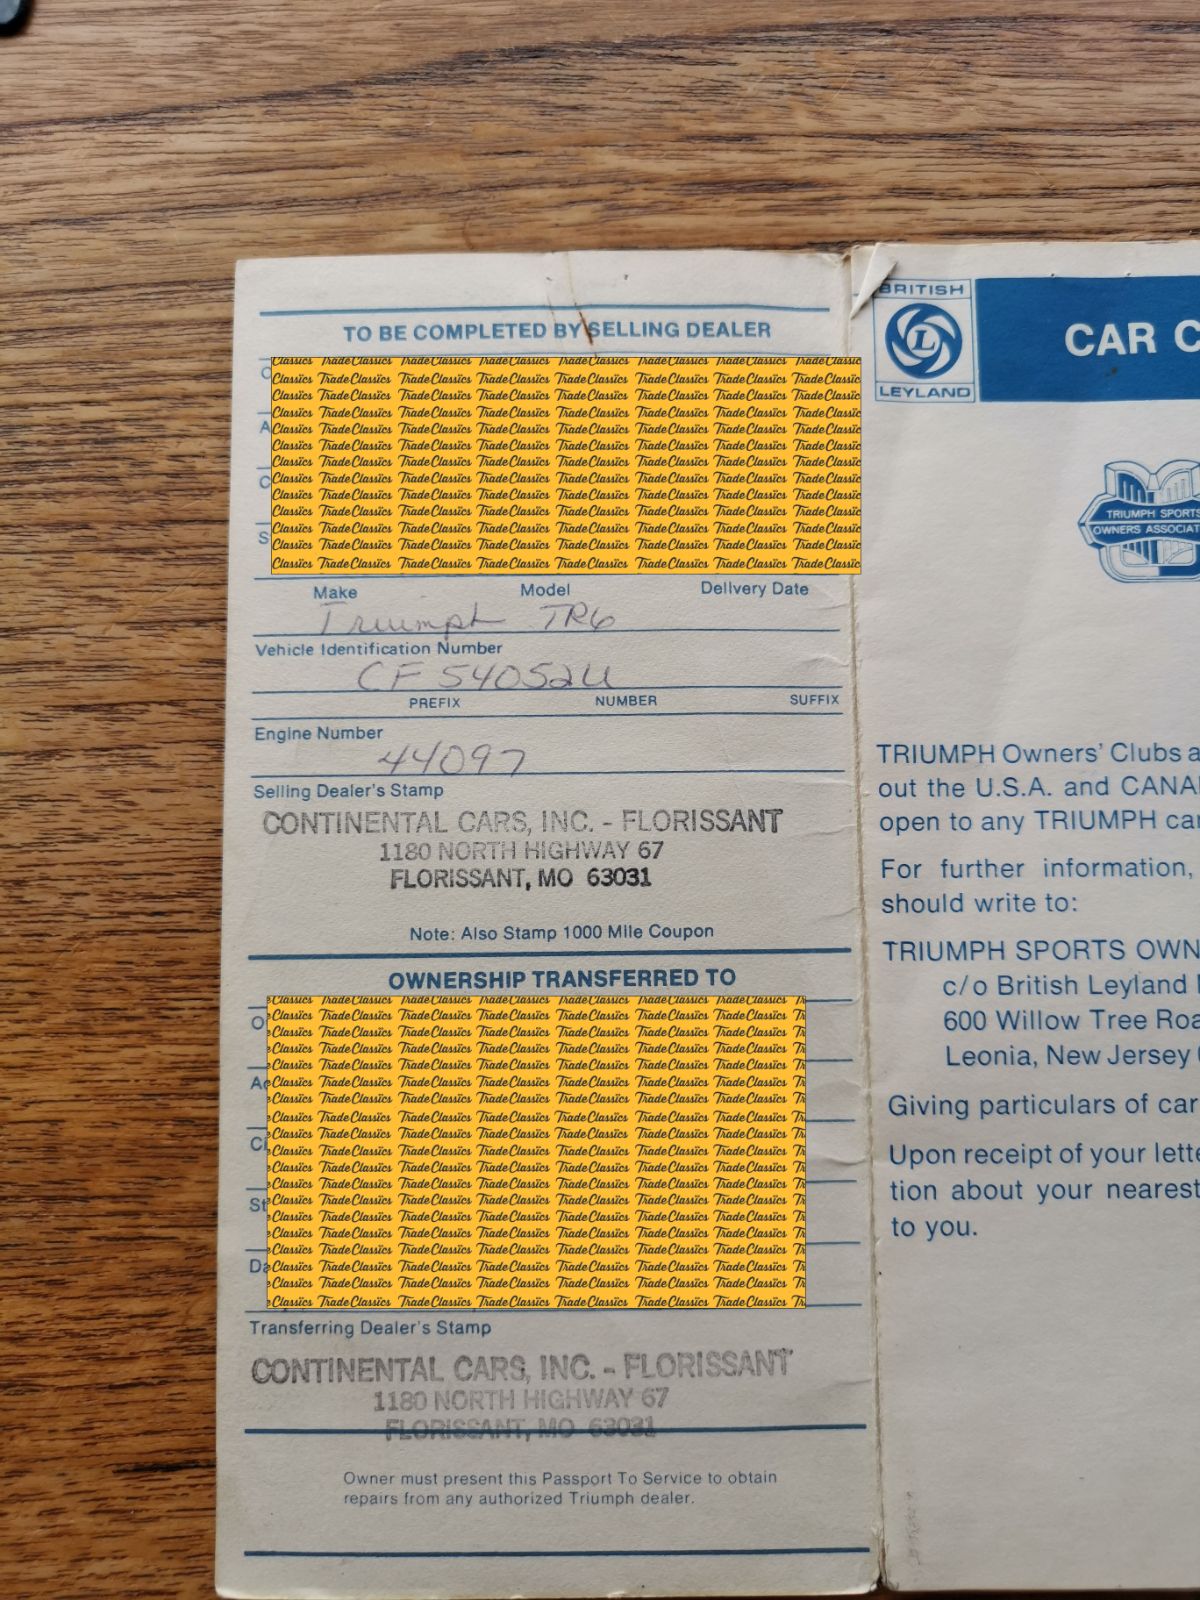 TO BE COMPLETED BY SELLING DEALER
Trade Classics
Make Model Delivery Date
Triumph TR6
Vehicle Identification Number
CF 54052U
PREFIX NUMBER SUFFIX
Engine Number
44097
Selling Dealer's Stamp
CONTINENTAL CARS, INC. - FLORISSANT
1180 NORTH HIGHWAY 67
FLORISSANT, MO 63031
Note: Also Stamp 1000 Mile Coupon
OWNERSHIP TRANSFERRED TO
Trade Classics
Transferring Dealer's Stamp
CONTINENTAL CARS, INC. - FLORISSANT
1180 NORTH HIGHWAY 67
FLORISSANT, MO 63031
Owner must present this Passport To Service to obtain
repairs from any authorized Triumph dealer.
BRITISH
LEYLAND
L
CAR C
TRIUMPH SPORTS
OWNERS ASSOCIAT
TRIUMPH Owners' Clubs a
out the U.S.A. and CANA
open to any TRIUMPH car
For further information,
should write to:
TRIUMPH SPORTS OWN
c/o British Leyland
600 Willow Tree Roa
Leonia, New Jersey
Giving particulars of car
Upon receipt of your lette
tion about your nearest
to you.